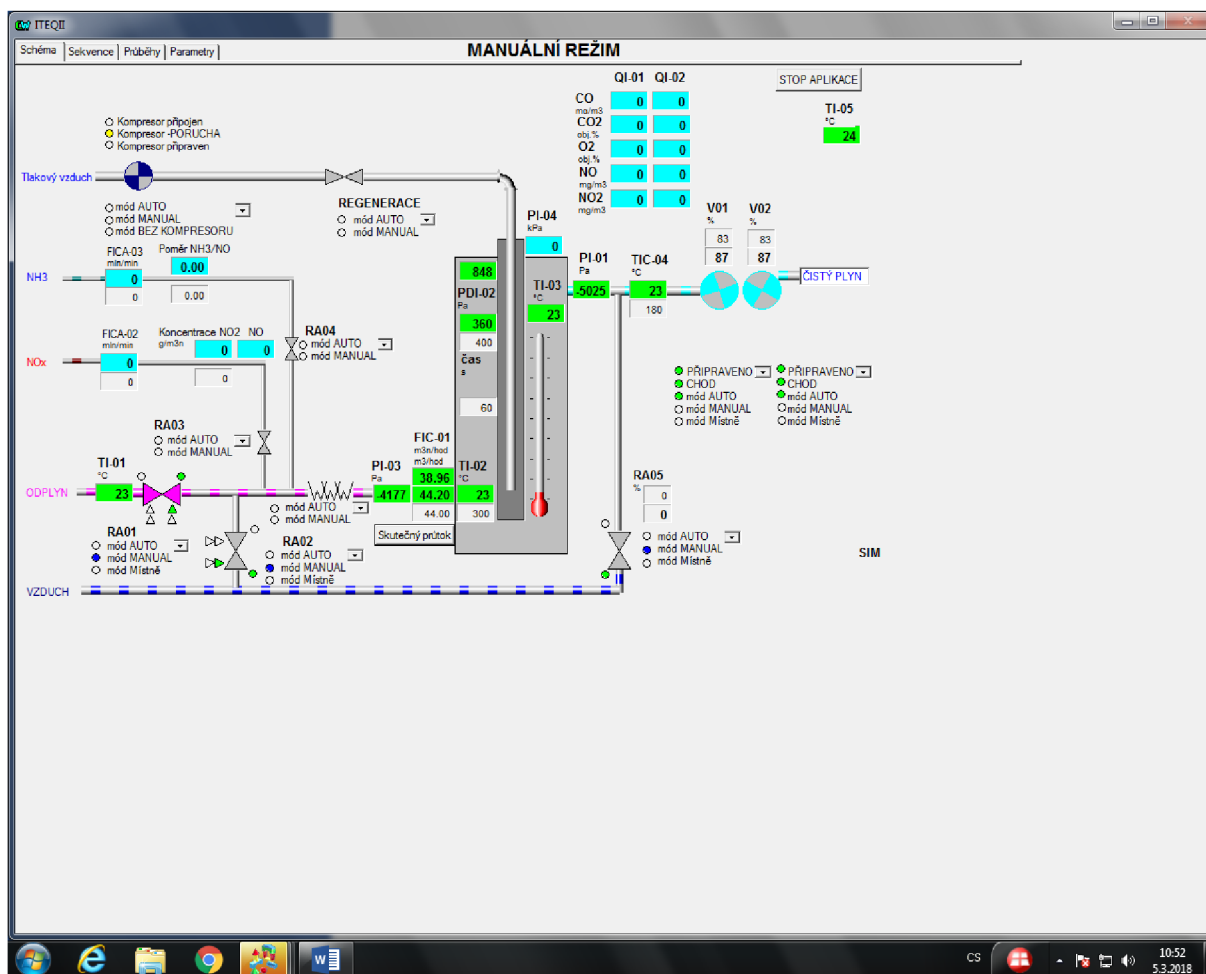 ITEQII
Schéma Sekvence Průběhy Parametry
MANUÁLNÍ REŽIM
QI-01 QI-02
STOP APLIKACE
CO 0 0
mg/m3
CO2 0 0
obj.%
O2 0 0
obj.%
NO 0 0
mg/m3
NO2 0 0
mg/m3
TI-05
°C
24
Kompresor připojen
Kompresor -PORUCHA
Kompresor připraven
Tlakový vzduch
mód AUTO
mód MANUAL
mód BEZ KOMPRESORU
REGENERACE
mód AUTO
mód MANUAL
PI-04
kPa
0
V01 V02
% %
83 83
87 87
FICA-03
mln/min
0
0
Poměr NH3/NO
0.00
0.00
NH3
848
PDI-02
Pa
360
400
čas
s
60
TI-03
°C
23
PI-01
Pa
-5025
TIC-04
°C
23
180
ČISTÝ PLYN
FICA-02
mln/min
0
0
Koncentrace NO2 NO
g/m3n
0 0
0
NOx
RA04
mód AUTO
mód MANUAL
PŘIPRAVENO
CHOD
mód AUTO
mód MANUAL
mód Místně
PŘIPRAVENO
CHOD
mód AUTO
mód MANUAL
mód Místně
RA03
mód AUTO
mód MANUAL
FIC-01
m3n/hod
m3/hod
38.96
44.20
44.00
TI-01
°C
23
PI-03
Pa
-4177
TI-02
°C
23
300
ODPLYN
mód AUTO
mód MANUAL
Skutečný průtok
RA05
%
0
0
RA01
mód AUTO
mód MANUAL
mód Místně
RA02
mód AUTO
mód MANUAL
mód Místně
mód AUTO
mód MANUAL
mód Místně
SIM
VZDUCH
CS
10:52
5.3.2018